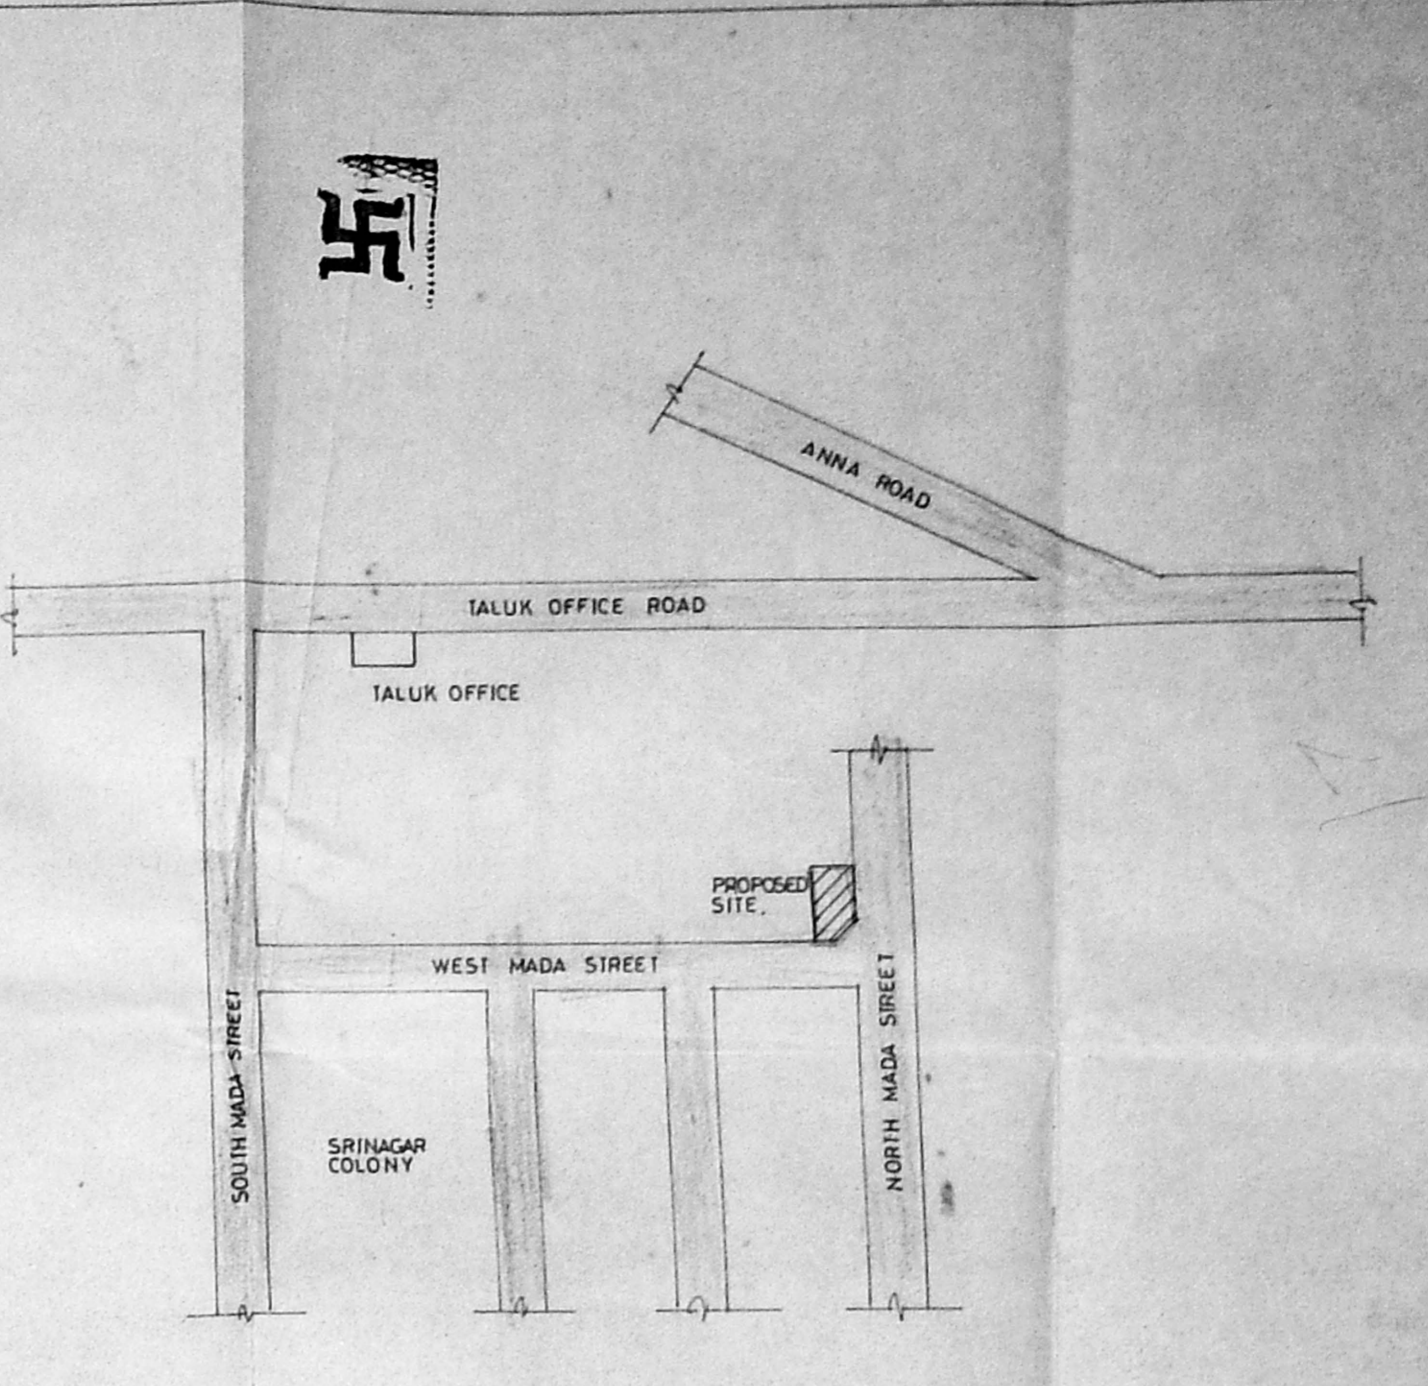 ANNA ROAD
TALUK OFFICE ROAD
TALUK OFFICE
PROPOSED
SITE.
WEST MADA STREET
SOUTH MADA STREET
NORTH MADA STREET
SRINAGAR
COLONY